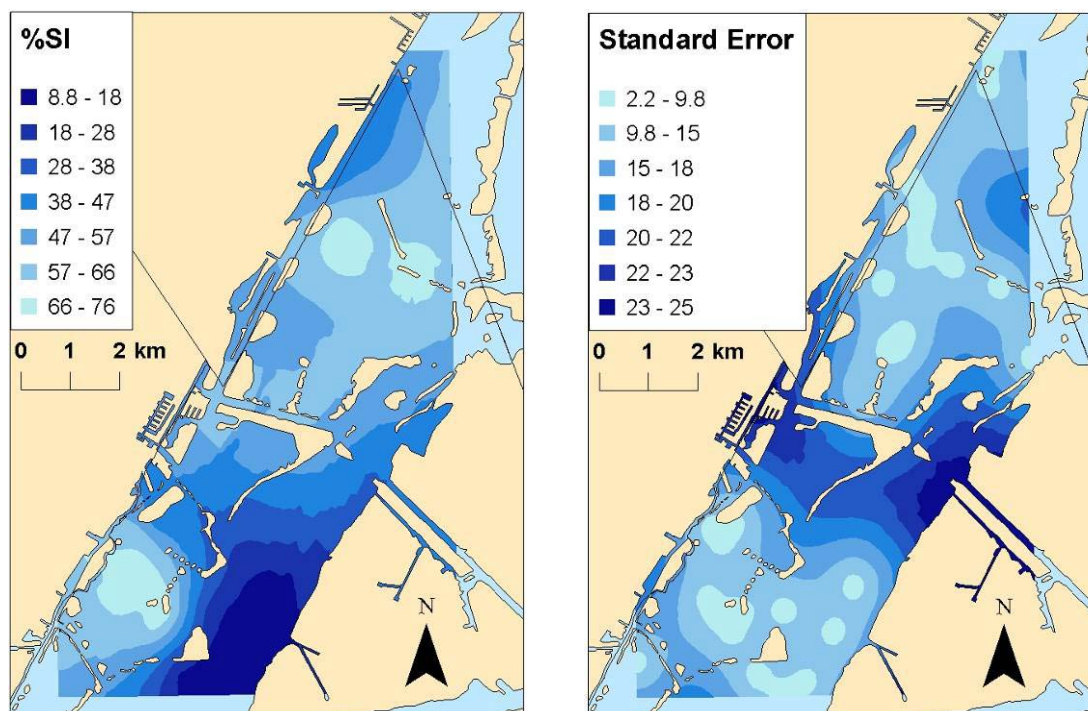 %SI
8.8 - 18
18 - 28
28 - 38
38 - 47
47 - 57
57 - 66
66 - 76
0 1 2 km
N
Standard Error
2.2 - 9.8
9.8 - 15
15 - 18
18 - 20
20 - 22
22 - 23
23 - 25
0 1 2 km
N